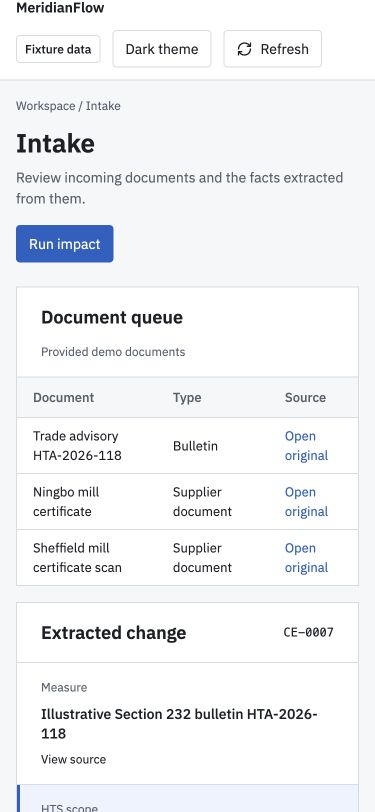 MeridianFlow
Fixture data Dark theme Refresh
Workspace / Intake
Intake
Review incoming documents and the facts extracted
from them.
Run impact
Document queue
Provided demo documents
Document Type Source
Trade advisory
HTA-2026-118
Bulletin
Open
original
Ningbo mill
certificate
Supplier
document
Open
original
Sheffield mill
certificate scan
Supplier
document
Open
original
Extracted change CE-0007
Measure
Illustrative Section 232 bulletin HTA-2026-
118
View source
HTS scope